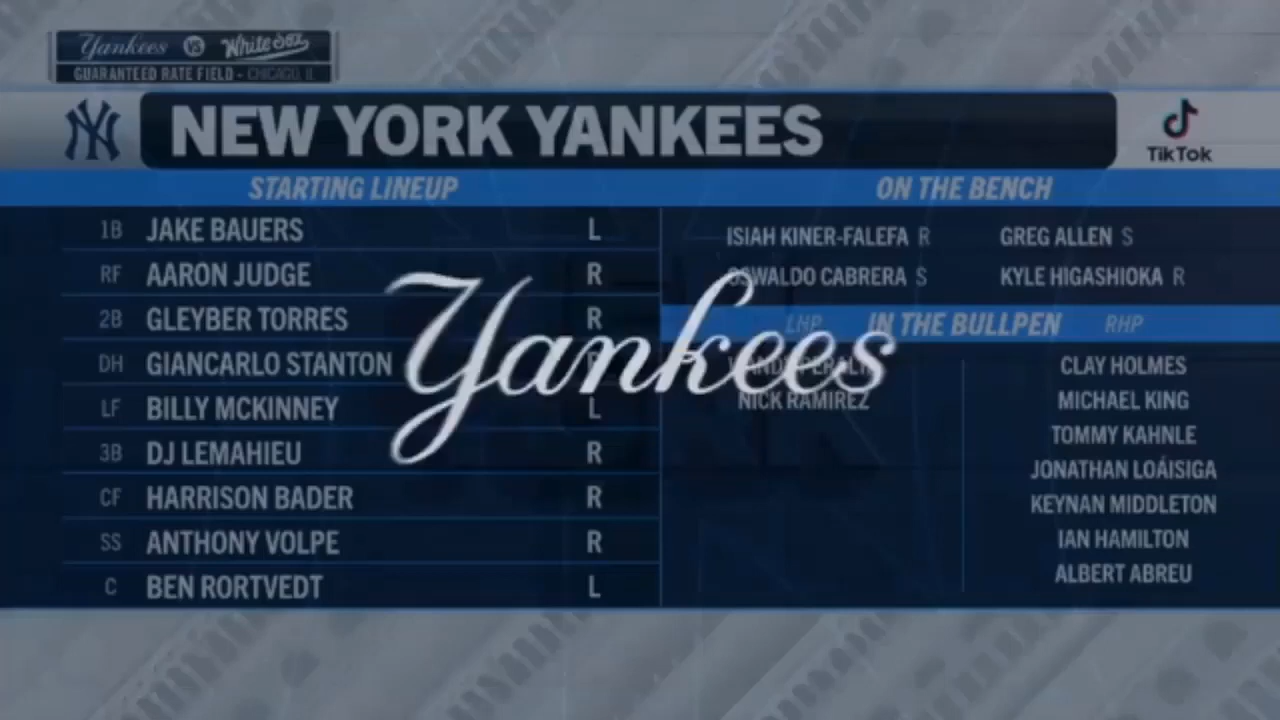 Yankees VS White Sox
GUARANTEED RATE FIELD - CHICAGO, IL
NY NEW YORK YANKEES
TikTok
STARTING LINEUP
1B JAKE BAUERS L
RF AARON JUDGE R
2B GLEYBER TORRES R
DH GIANCARLO STANTON
LF BILLY MCKINNEY L
3B DJ LEMAHIEU R
CF HARRISON BADER R
SS ANTHONY VOLPE R
C BEN RORTVEDT L
ON THE BENCH
ISIAH KINER-FALEFA R GREG ALLEN S
OSWALDO CABRERA S KYLE HIGASHIOKA R
LHP IN THE BULLPEN RHP
NICK RAMIREZ
CLAY HOLMES
MICHAEL KING
TOMMY KAHNLE
JONATHAN LOÁISIGA
KEYNAN MIDDLETON
IAN HAMILTON
ALBERT ABREU
Yankees